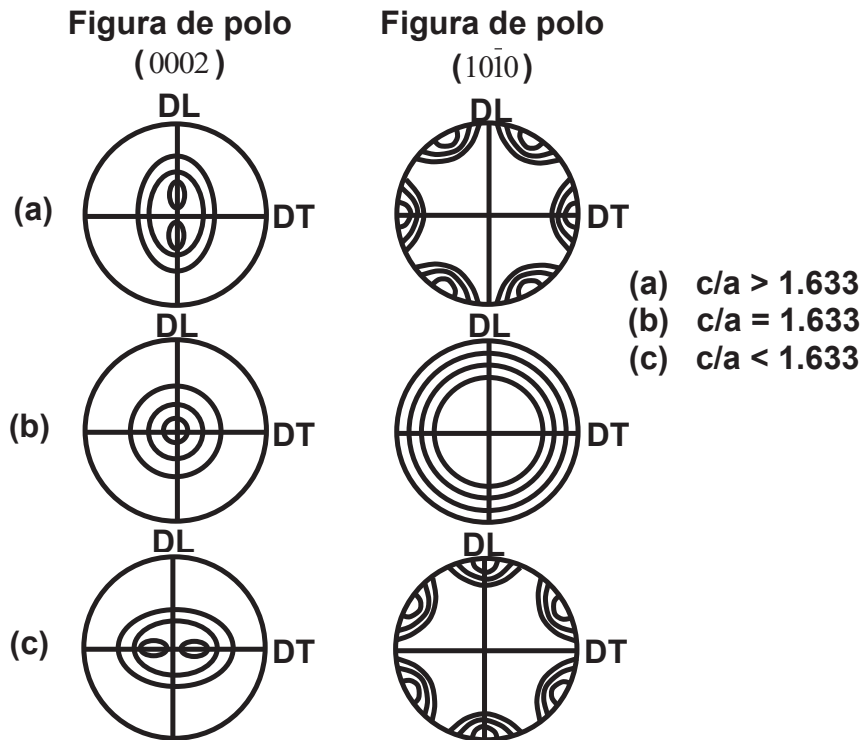 Figura de polo Figura de polo
(0002) (101̄0)
DL DL
(a) DT DT
(a) c/a > 1.633
DL DL
(b) c/a = 1.633
(c) c/a < 1.633
(b) DT DT
DL DL
(c) DT DT